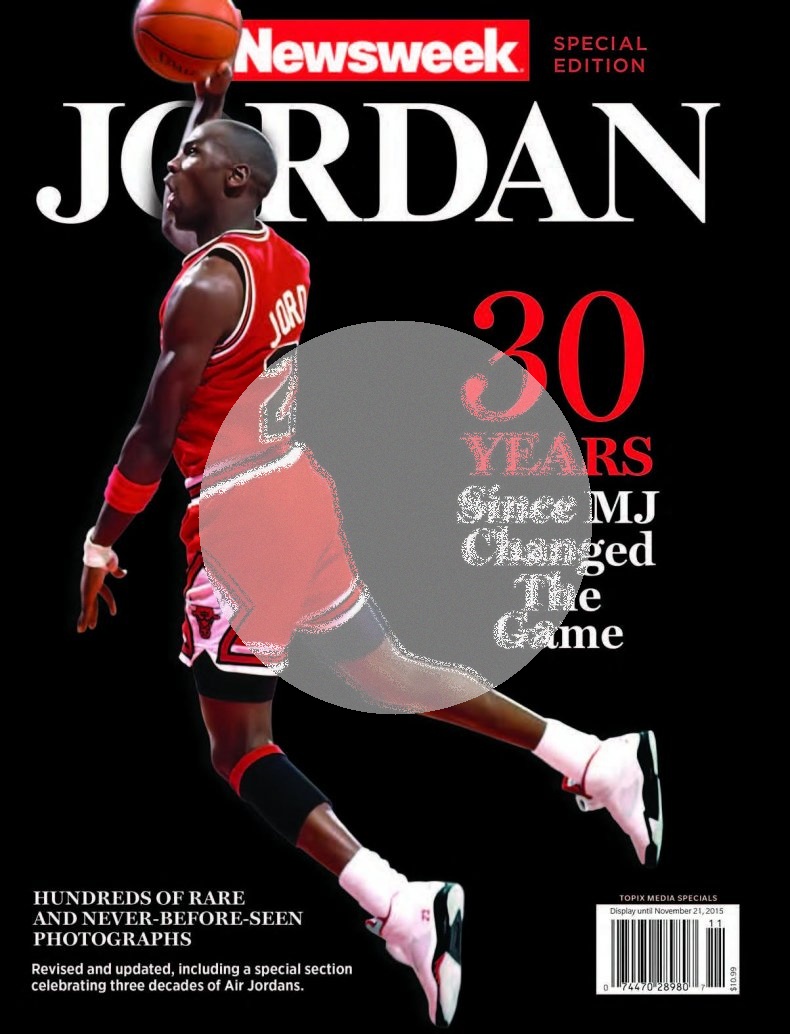 Newsweek
SPECIAL
EDITION
JORDAN
JORD
30
YEARS
Since MJ
Changed
The
Game
HUNDREDS OF RARE
AND NEVER-BEFORE-SEEN
PHOTOGRAPHS
Revised and updated, including a special section
celebrating three decades of Air Jordans.
TOPIX MEDIA SPECIALS
Display until November 21, 2015
11
0 74470 28980 7
$10.99
23